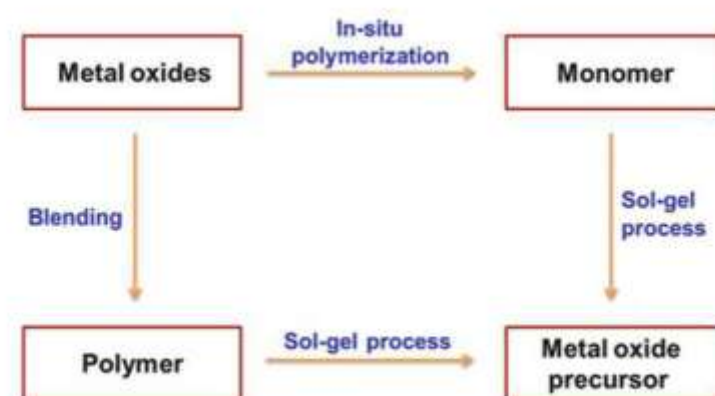 In-situ
polymerization
Metal oxides
Monomer
Blending
Sol-gel
process
Polymer
Sol-gel process
Metal oxide
precursor